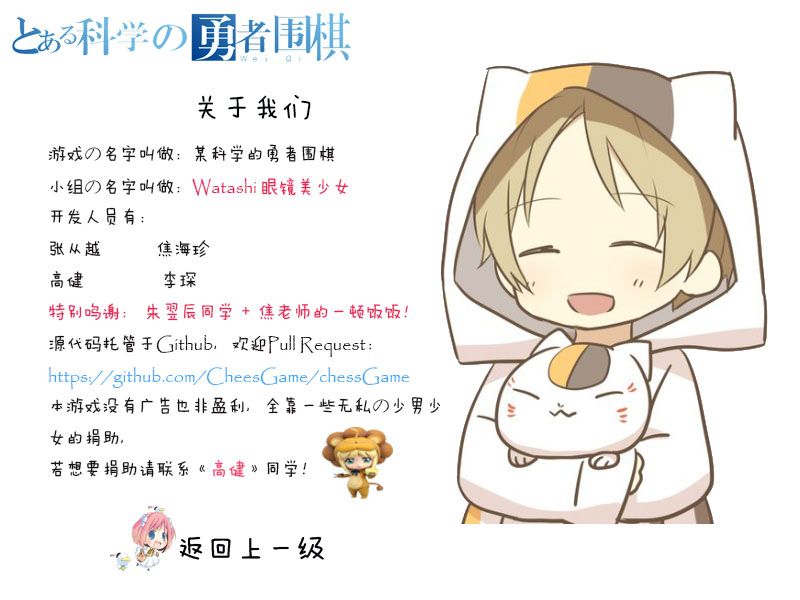 とある科学の勇者围棋
Wei Qi
关于我们
游戏の名字叫做：某科学的勇者围棋
小组の名字叫做：Watashi 眼镜美少女
开发人员有：
张从越 焦海珍
高健 李琛
特别鸣谢： 朱翌辰同学 + 焦老师的一顿饭饭！
源代码托管于Github， 欢迎Pull Request：
https://github.com/CheesGame/chessGame
本游戏没有广告也非盈利，全靠一些无私の少男少
女的捐助，
若想要捐助请联系《高健》同学！
返回上一级